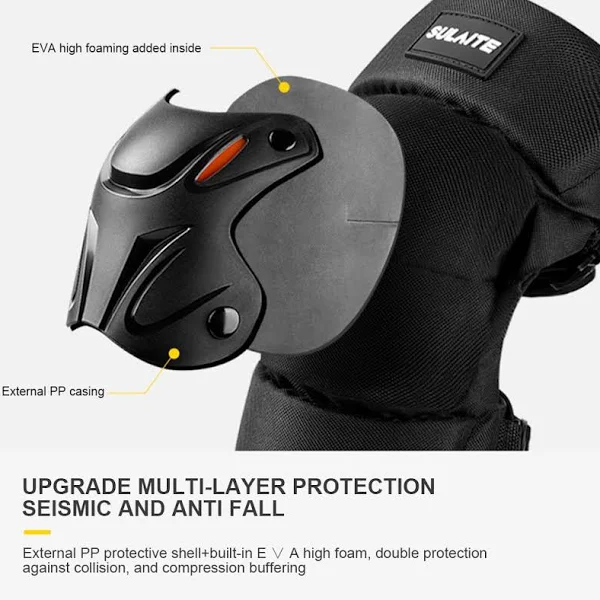 EVA high foaming added inside
SULAITE
External PP casing
UPGRADE MULTI-LAYER PROTECTION
SEISMIC AND ANTI FALL
External PP protective shell+built-in E ∨ A high foam, double protection
against collision, and compression buffering